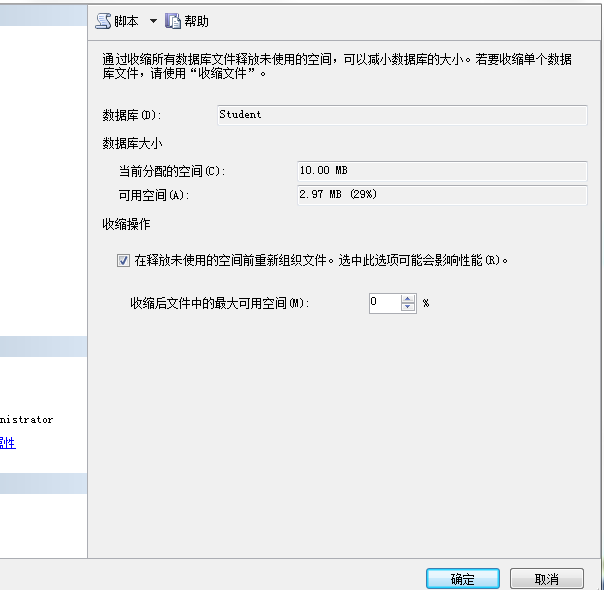 脚本 帮助
通过收缩所有数据库文件释放未使用的空间，可以减小数据库的大小。若要收缩单个数据
库文件，请使用“收缩文件”。
数据库(D): Student
数据库大小
当前分配的空间(C): 10.00 MB
可用空间(A): 2.97 MB (29%)
收缩操作
在释放未使用的空间前重新组织文件。选中此选项可能会影响性能(R)。
收缩后文件中的最大可用空间(M): 0 %
nistrator
属性
确定 取消